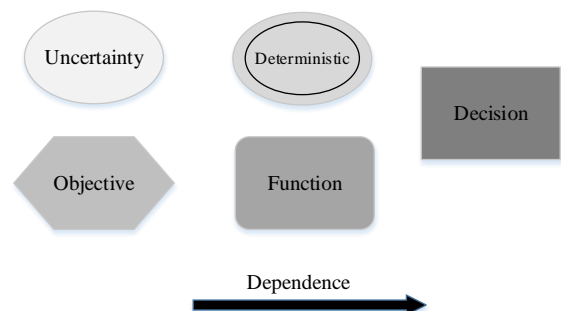 Uncertainty
Deterministic
Decision
Objective
Function
Dependence